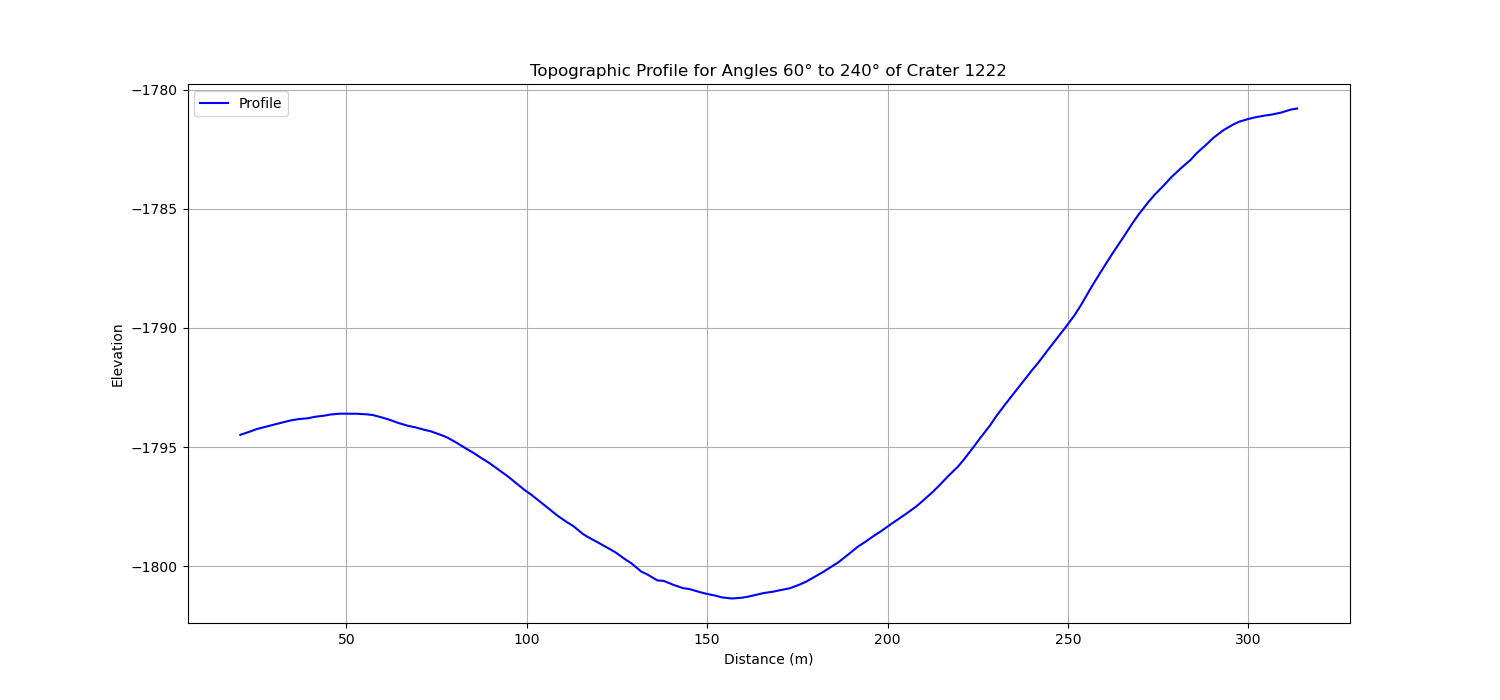 Topographic Profile for Angles 60° to 240° of Crater 1222
Profile
−1780
−1785
−1790
−1795
−1800
Elevation
50 100 150 200 250 300
Distance (m)